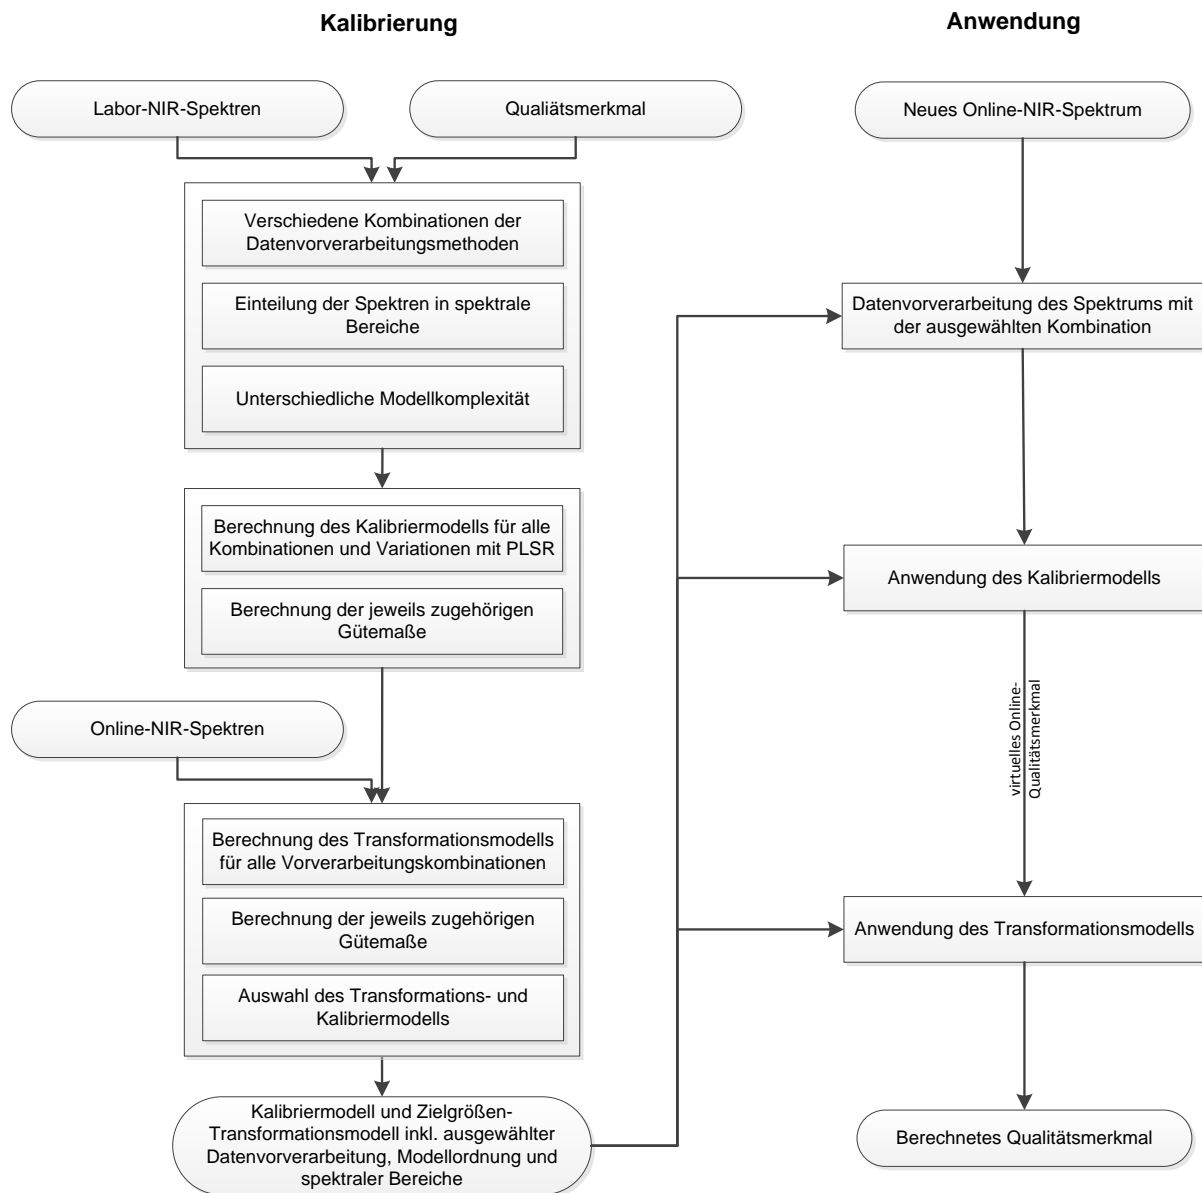 Kalibrierung
Labor-NIR-Spektren
Qualiätsmerkmal
Verschiedene Kombinationen der
Datenvorverarbeitungsmethoden
Einteilung der Spektren in spektrale
Bereiche
Unterschiedliche Modellkomplexität
Berechnung des Kalibriermodells für alle
Kombinationen und Variationen mit PLSR
Berechnung der jeweils zugehörigen
Gütemaße
Online-NIR-Spektren
Berechnung des Transformationsmodells
für alle Vorverarbeitungskombinationen
Berechnung der jeweils zugehörigen
Gütemaße
Auswahl des Transformations- und
Kalibriermodells
Kalibriermodell und Zielgrößen-
Transformationsmodell inkl. ausgewählter
Datenvorverarbeitung, Modellordnung und
spektraler Bereiche
Anwendung
Neues Online-NIR-Spektrum
Datenvorverarbeitung des Spektrums mit
der ausgewählten Kombination
Anwendung des Kalibriermodells
virtuelles Online-
Qualitätsmerkmal
Anwendung des Transformationsmodells
Berechnetes Qualitätsmerkmal